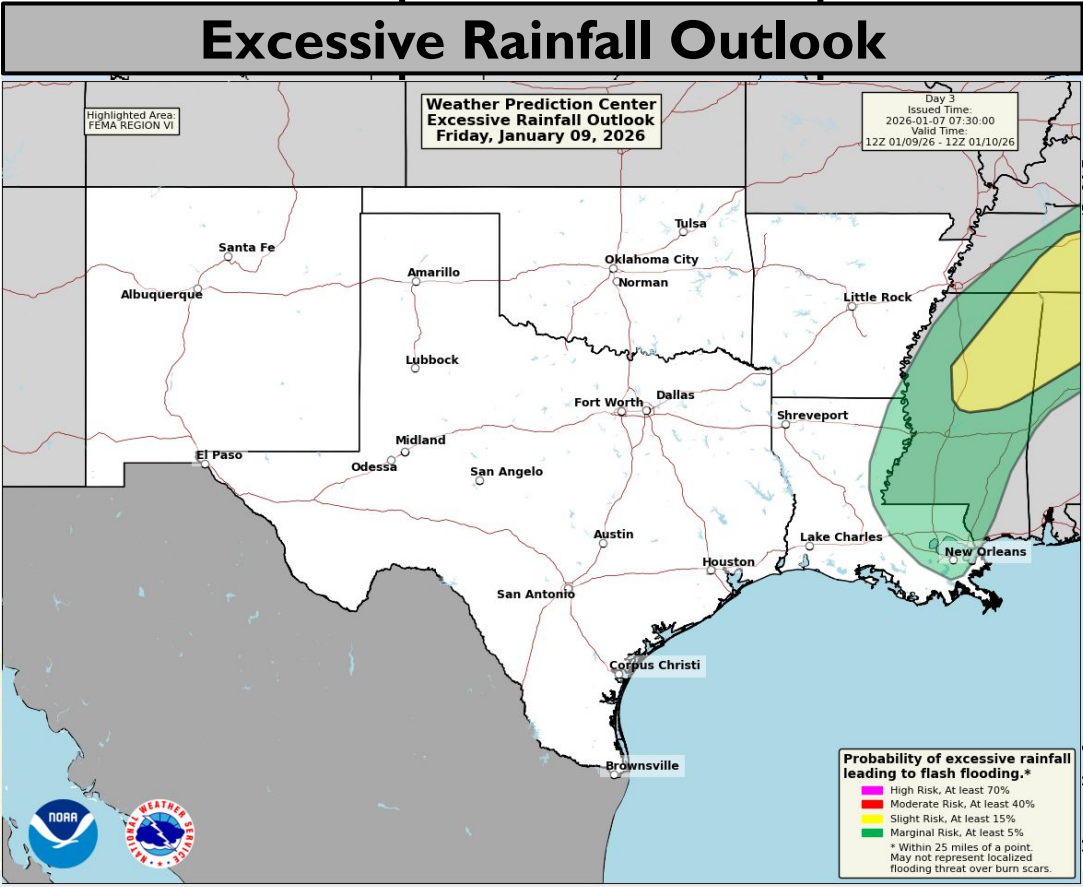 Excessive Rainfall Outlook
Highlighted Area:
FEMA REGION VI
Weather Prediction Center
Excessive Rainfall Outlook
Friday, January 09, 2026
Day 3
Issued Time:
2026-01-07 07:30:00
Valid Time:
12Z 01/09/26 - 12Z 01/10/26
Tulsa
Santa Fe
Oklahoma City
Amarillo
Norman
Albuquerque
Little Rock
Lubbock
Dallas
Fort Worth
Shreveport
Midland
El Paso
Odessa
San Angelo
Austin
Lake Charles
New Orleans
Houston
San Antonio
Corpus Christi
Brownsville
Probability of excessive rainfall
leading to flash flooding.*
High Risk, At least 70%
Moderate Risk, At least 40%
Slight Risk, At least 15%
Marginal Risk, At least 5%
* Within 25 miles of a point.
May not represent localized
flooding threat over burn scars.
NOAA
NATIONAL WEATHER SERVICE